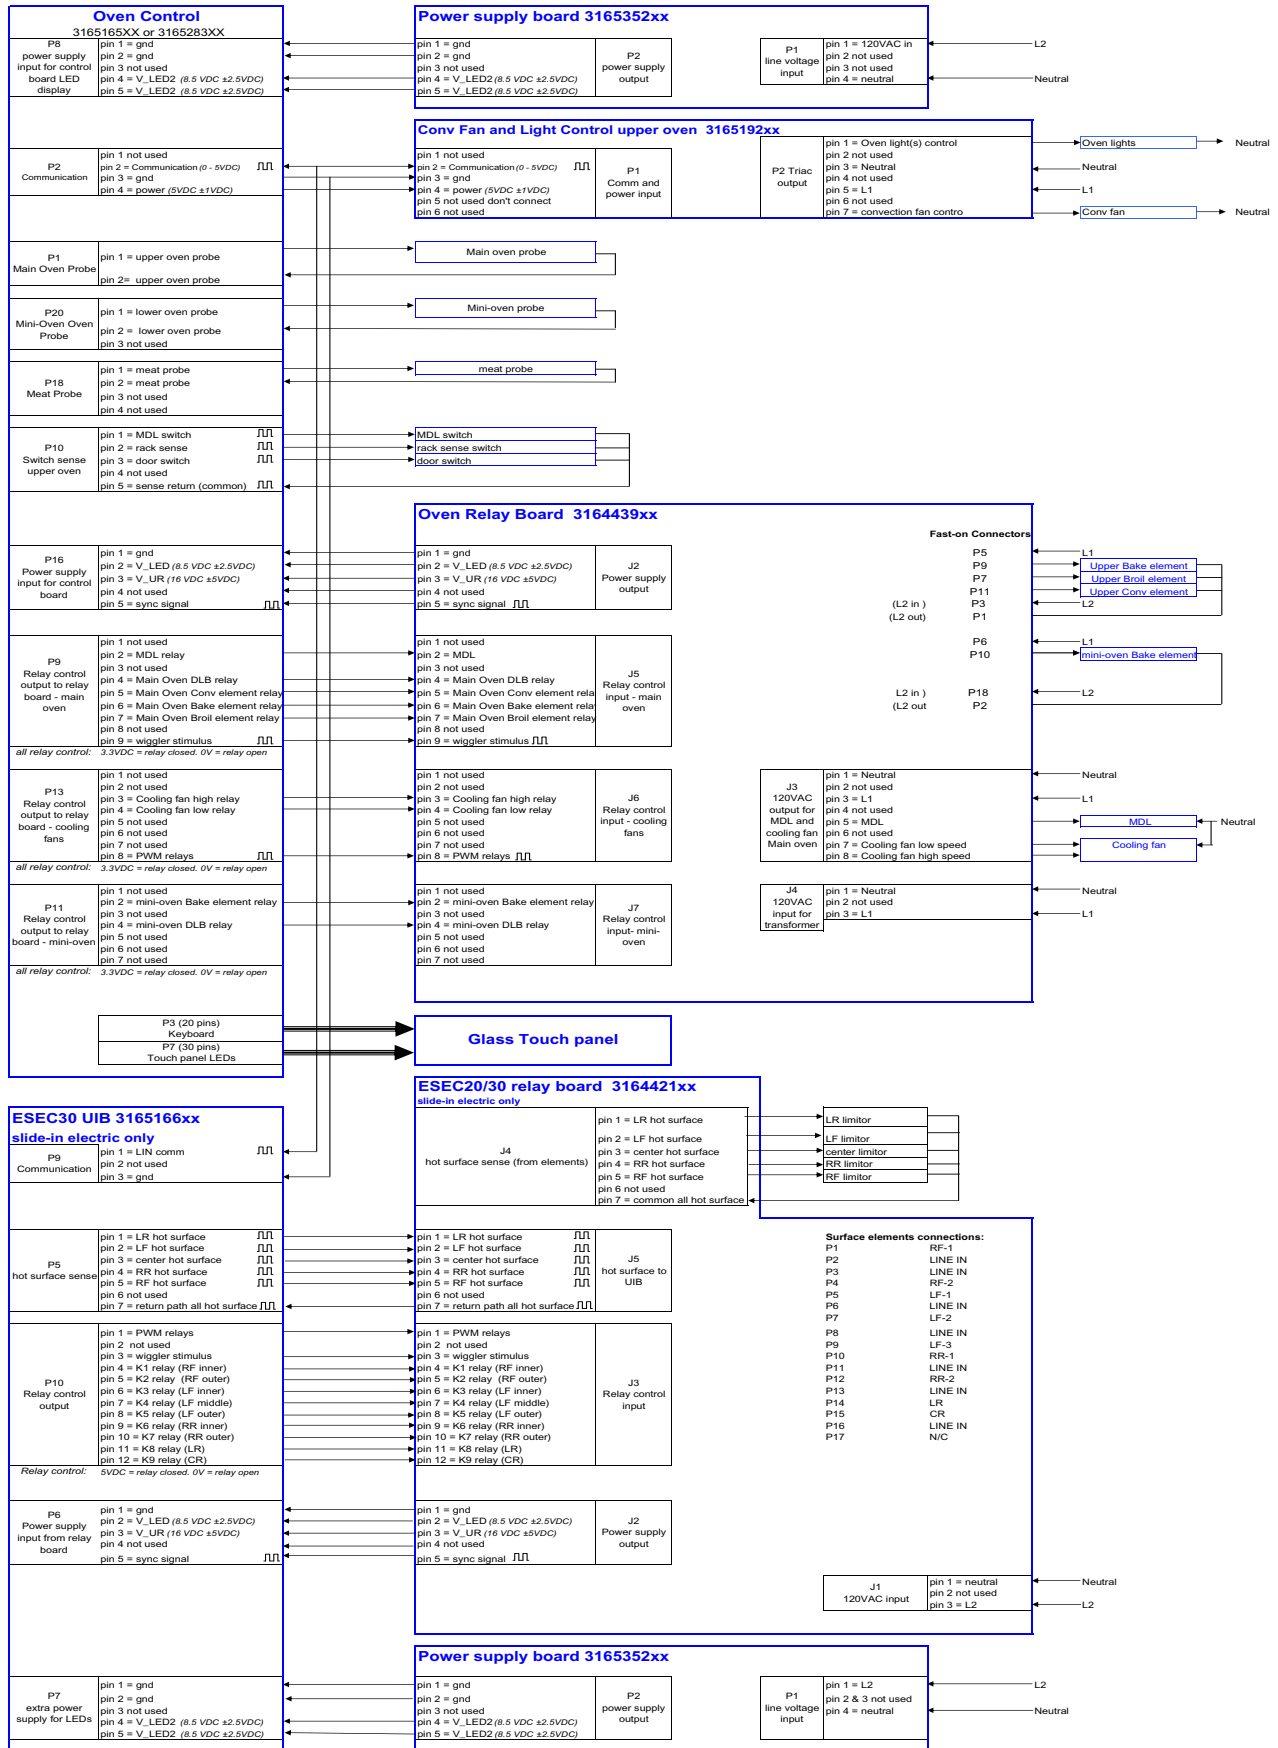 Oven Control
3165165XX or 3165283XX
P8
power supply
input for control
board LED
display
pin 1 = gnd
pin 2 = gnd
pin 3 not used
pin 4 = V_LED2 (8.5 VDC ±2.5VDC)
pin 5 = V_LED2 (8.5 VDC ±2.5VDC)
Power supply board 3165352xx
pin 1 = gnd
pin 2 = gnd
pin 3 not used
pin 4 = V_LED2 (8.5 VDC ±2.5VDC)
pin 5 = V_LED2 (8.5 VDC ±2.5VDC)
P2
power supply
output
P1
line voltage
input
pin 1 = 120VAC in
pin 2 not used
pin 3 not used
pin 4 = neutral
L2
Neutral
P2
Communication
pin 1 not used
pin 2 = Communication (0 - 5VDC)
pin 3 = gnd
pin 4 = power (5VDC ±1VDC)
Conv Fan and Light Control upper oven 3165192xx
pin 1 not used
pin 2 = Communication (0 - 5VDC)
pin 3 = gnd
pin 4 = power (5VDC ±1VDC)
pin 5 not used don't connect
pin 6 not used
P1
Comm and
power input
P2 Triac
output
pin 1 = Oven light(s) control
pin 2 not used
pin 3 = Neutral
pin 4 not used
pin 5 = L1
pin 6 not used
pin 7 = convection fan contro
Oven lights
Neutral
Neutral
L1
Conv fan
Neutral
P1
Main Oven Probe
pin 1 = upper oven probe
pin 2= upper oven probe
Main oven probe
P20
Mini-Oven Oven
Probe
pin 1 = lower oven probe
pin 2 = lower oven probe
pin 3 not used
Mini-oven probe
P18
Meat Probe
pin 1 = meat probe
pin 2 = meat probe
pin 3 not used
pin 4 not used
meat probe
P10
Switch sense
upper oven
pin 1 = MDL switch
pin 2 = rack sense
pin 3 = door switch
pin 4 not used
pin 5 = sense return (common)
MDL switch
rack sense switch
door switch
Oven Relay Board 3164439xx
P16
Power supply
input for control
board
pin 1 = gnd
pin 2 = V_LED (8.5 VDC ±2.5VDC)
pin 3 = V_UR (16 VDC ±5VDC)
pin 4 not used
pin 5 = sync signal
pin 1 = gnd
pin 2 = V_LED (8.5 VDC ±2.5VDC)
pin 3 = V_UR (16 VDC ±5VDC)
pin 4 not used
pin 5 = sync signal
J2
Power supply
output
Fast-on Connectors
P5
P9
P7
P11
(L2 in ) P3
(L2 out) P1
P6
P10
L2 in ) P18
(L2 out P2
L1
Upper Bake element
Upper Broil element
Upper Conv element
L2
L1
mini-oven Bake element
L2
P9
Relay control
output to relay
board - main
oven
pin 1 not used
pin 2 = MDL relay
pin 3 not used
pin 4 = Main Oven DLB relay
pin 5 = Main Oven Conv element relay
pin 6 = Main Oven Bake element relay
pin 7 = Main Oven Broil element relay
pin 8 not used
pin 9 = wiggler stimulus
all relay control: 3.3VDC = relay closed. 0V = relay open
pin 1 not used
pin 2 = MDL
pin 3 not used
pin 4 = Main Oven DLB relay
pin 5 = Main Oven Conv element rela
pin 6 = Main Oven Bake element rela
pin 7 = Main Oven Broil element relay
pin 8 not used
pin 9 = wiggler stimulus
J5
Relay control
input - main
oven
P13
Relay control
output to relay
board - cooling
fans
pin 1 not used
pin 2 not used
pin 3 = Cooling fan high relay
pin 4 = Cooling fan low relay
pin 5 not used
pin 6 not used
pin 7 not used
pin 8 = PWM relays
all relay control: 3.3VDC = relay closed. 0V = relay open
pin 1 not used
pin 2 not used
pin 3 = Cooling fan high relay
pin 4 = Cooling fan low relay
pin 5 not used
pin 6 not used
pin 7 not used
pin 8 = PWM relays
J6
Relay control
input - cooling
fans
J3
120VAC
output for
MDL and
cooling fan
Main oven
pin 1 = Neutral
pin 2 not used
pin 3 = L1
pin 4 not used
pin 5 = MDL
pin 6 not used
pin 7 = Cooling fan low speed
pin 8 = Cooling fan high speed
Neutral
L1
MDL
Neutral
Cooling fan
P11
Relay control
output to relay
board - mini-oven
pin 1 not used
pin 2 = mini-oven Bake element relay
pin 3 not used
pin 4 = mini-oven DLB relay
pin 5 not used
pin 6 not used
pin 7 not used
all relay control: 3.3VDC = relay closed. 0V = relay open
pin 1 not used
pin 2 = mini-oven Bake element relay
pin 3 not used
pin 4 = mini-oven DLB relay
pin 5 not used
pin 6 not used
pin 7 not used
J7
Relay control
input- mini-
oven
J4
120VAC
input for
transformer
pin 1 = Neutral
pin 2 not used
pin 3 = L1
Neutral
L1
P3 (20 pins)
Keyboard
P7 (30 pins)
Touch panel LEDs
Glass Touch panel
ESEC30 UIB 3165166xx
slide-in electric only
P9
Communication
pin 1 = LIN comm
pin 2 not used
pin 3 = gnd
ESEC20/30 relay board 3164421xx
slide-in electric only
J4
hot surface sense (from elements)
pin 1 = LR hot surface
pin 2 = LF hot surface
pin 3 = center hot surface
pin 4 = RR hot surface
pin 5 = RF hot surface
pin 6 not used
pin 7 = common all hot surface
LR limitor
LF limitor
center limitor
RR limitor
RF limitor
P5
hot surface sense
pin 1 = LR hot surface
pin 2 = LF hot surface
pin 3 = center hot surface
pin 4 = RR hot surface
pin 5 = RF hot surface
pin 6 not used
pin 7 = return path all hot surface
pin 1 = LR hot surface
pin 2 = LF hot surface
pin 3 = center hot surface
pin 4 = RR hot surface
pin 5 = RF hot surface
pin 6 not used
pin 7 = return path all hot surface
J5
hot surface to
UIB
Surface elements connections:
P1 RF-1
P2 LINE IN
P3 LINE IN
P4 RF-2
P5 LF-1
P6 LINE IN
P7 LF-2
P8 LINE IN
P9 LF-3
P10 RR-1
P11 LINE IN
P12 RR-2
P13 LINE IN
P14 LR
P15 CR
P16 LINE IN
P17 N/C
P10
Relay control
output
pin 1 = PWM relays
pin 2 not used
pin 3 = wiggler stimulus
pin 4 = K1 relay (RF inner)
pin 5 = K2 relay (RF outer)
pin 6 = K3 relay (LF inner)
pin 7 = K4 relay (LF middle)
pin 8 = K5 relay (LF outer)
pin 9 = K6 relay (RR inner)
pin 10 = K7 relay (RR outer)
pin 11 = K8 relay (LR)
pin 12 = K9 relay (CR)
Relay control: 5VDC = relay closed. 0V = relay open
pin 1 = PWM relays
pin 2 not used
pin 3 = wiggler stimulus
pin 4 = K1 relay (RF inner)
pin 5 = K2 relay (RF outer)
pin 6 = K3 relay (LF inner)
pin 7 = K4 relay (LF middle)
pin 8 = K5 relay (LF outer)
pin 9 = K6 relay (RR inner)
pin 10 = K7 relay (RR outer)
pin 11 = K8 relay (LR)
pin 12 = K9 relay (CR)
J3
Relay control
input
P6
Power supply
input from relay
board
pin 1 = gnd
pin 2 = V_LED (8.5 VDC ±2.5VDC)
pin 3 = V_UR (16 VDC ±5VDC)
pin 4 not used
pin 5 = sync signal
pin 1 = gnd
pin 2 = V_LED (8.5 VDC ±2.5VDC)
pin 3 = V_UR (16 VDC ±5VDC)
pin 4 not used
pin 5 = sync signal
J2
Power supply
output
J1
120VAC input
pin 1 = neutral
pin 2 not used
pin 3 = L2
Neutral
L2
P7
extra power
supply for LEDs
pin 1 = gnd
pin 2 = gnd
pin 3 not used
pin 4 = V_LED2 (8.5 VDC ±2.5VDC)
pin 5 = V_LED2 (8.5 VDC ±2.5VDC)
Power supply board 3165352xx
pin 1 = gnd
pin 2 = gnd
pin 3 not used
pin 4 = V_LED2 (8.5 VDC ±2.5VDC)
pin 5 = V_LED2 (8.5 VDC ±2.5VDC)
P2
power supply
output
P1
line voltage
input
pin 1 = L2
pin 2 & 3 not used
pin 4 = neutral
L2
Neutral